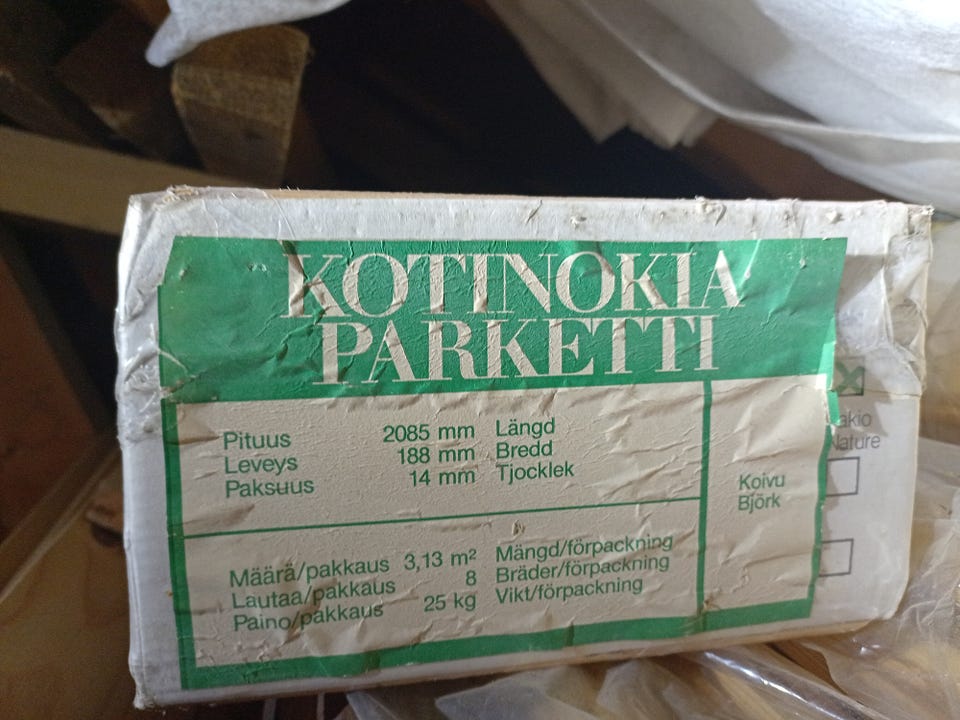 KOTINOKIA
PARKETTI
Pituus 2085 mm Längd
Leveys 188 mm Bredd
Paksuus 14 mm Tjocklek
Koivu
Björk
Määrä/pakkaus 3,13 m² Mängd/förpackning
Lautaa/pakkaus 8 Bräder/förpackning
Paino/pakkaus 25 kg Vikt/förpackning
Nature